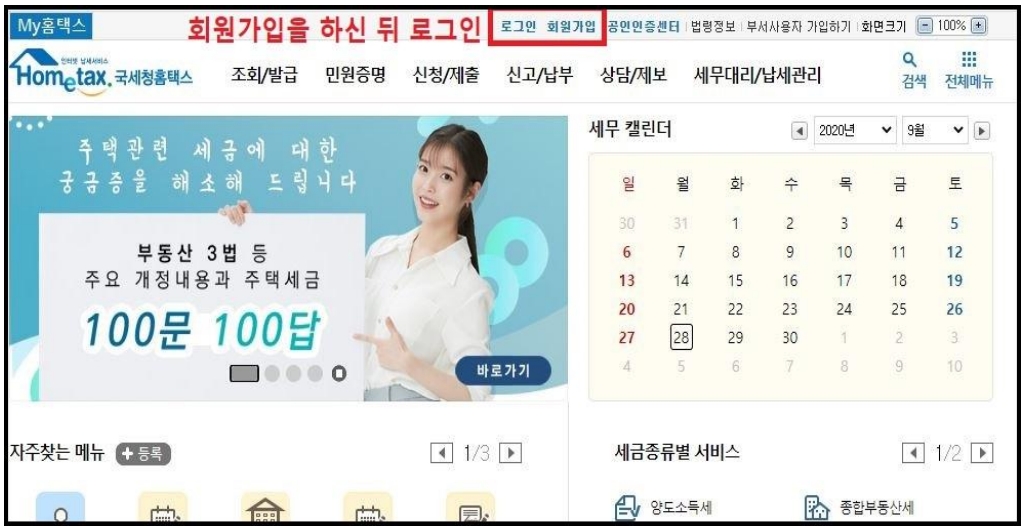 My홈택스
회원가입을 하신 뒤 로그인
로그인 회원가입 공인인증센터 법령정보 부서사용자 가입하기 화면크기 - 100% +
인터넷 납세서비스
Hometax. 국세청홈택스
조회/발급 민원증명 신청/제출 신고/납부 상담/제보 세무대리/납세관리
검색 전체메뉴
주택관련 세금에 대한
궁금증을 해소해 드립니다
부동산 3법 등
주요 개정내용과 주택세금
100문 100답
바로가기
세무 캘린더
2020년 9월
일 월 화 수 목 금 토
30 31 1 2 3 4 5
6 7 8 9 10 11 12
13 14 15 16 17 18 19
20 21 22 23 24 25 26
27 28 29 30 1 2 3
4 5 6 7 8 9 10
자주찾는 메뉴 + 등록 1/3
세금종류별 서비스 1/2
양도소득세 종합부동산세